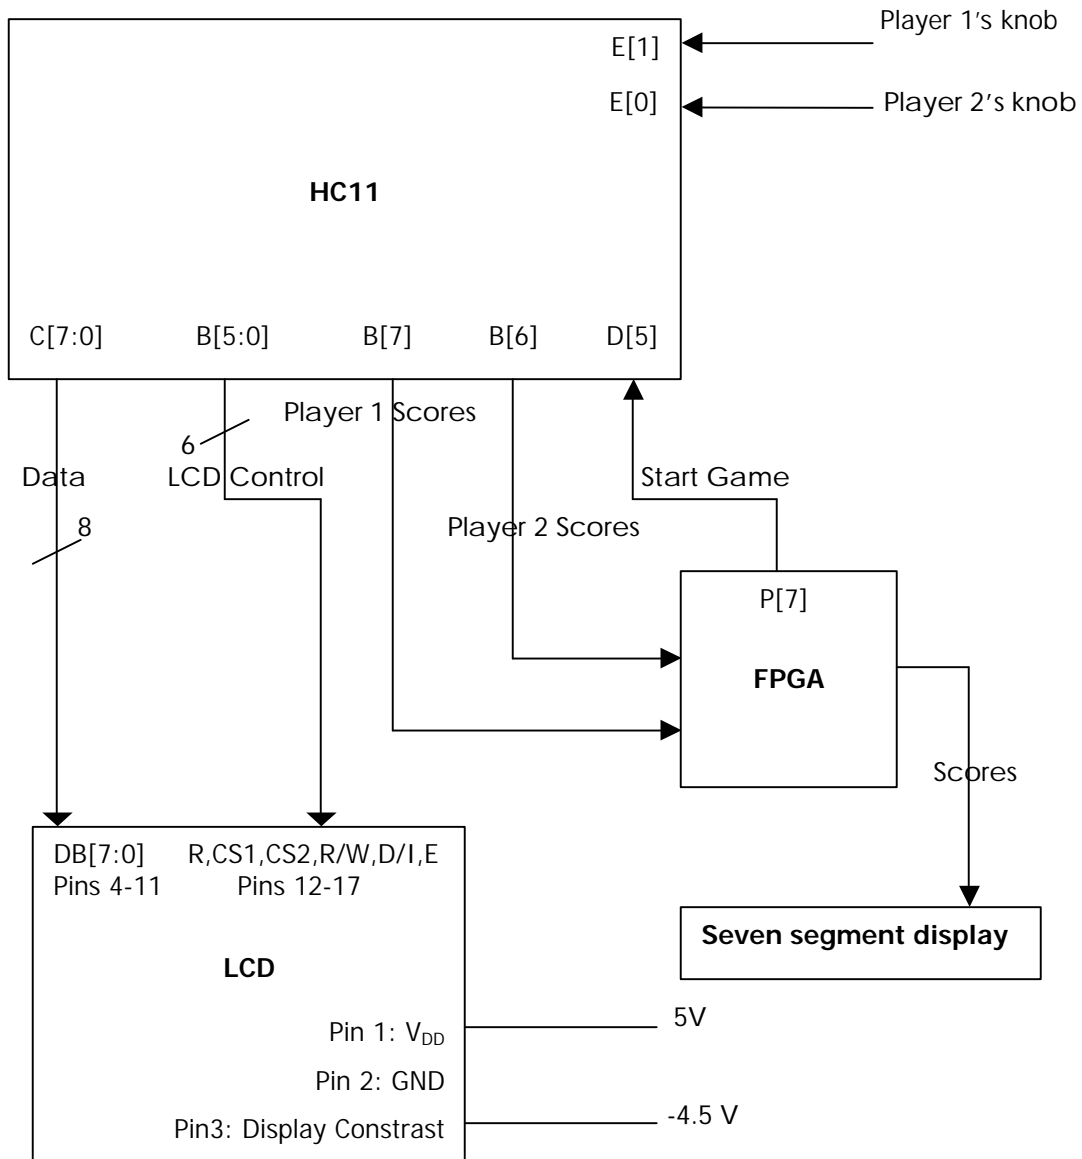 Player 1's knob
E[1]
E[0]
Player 2's knob
HC11
C[7:0]
B[5:0]
B[7]
B[6]
D[5]
Player 1 Scores
6
Data
LCD Control
Start Game
8
Player 2 Scores
P[7]
FPGA
Scores
DB[7:0]
R,CS1,CS2,R/W,D/I,E
Pins 4-11
Pins 12-17
Seven segment display
LCD
Pin 1: VDD
5V
Pin 2: GND
Pin3: Display Constrast
-4.5 V